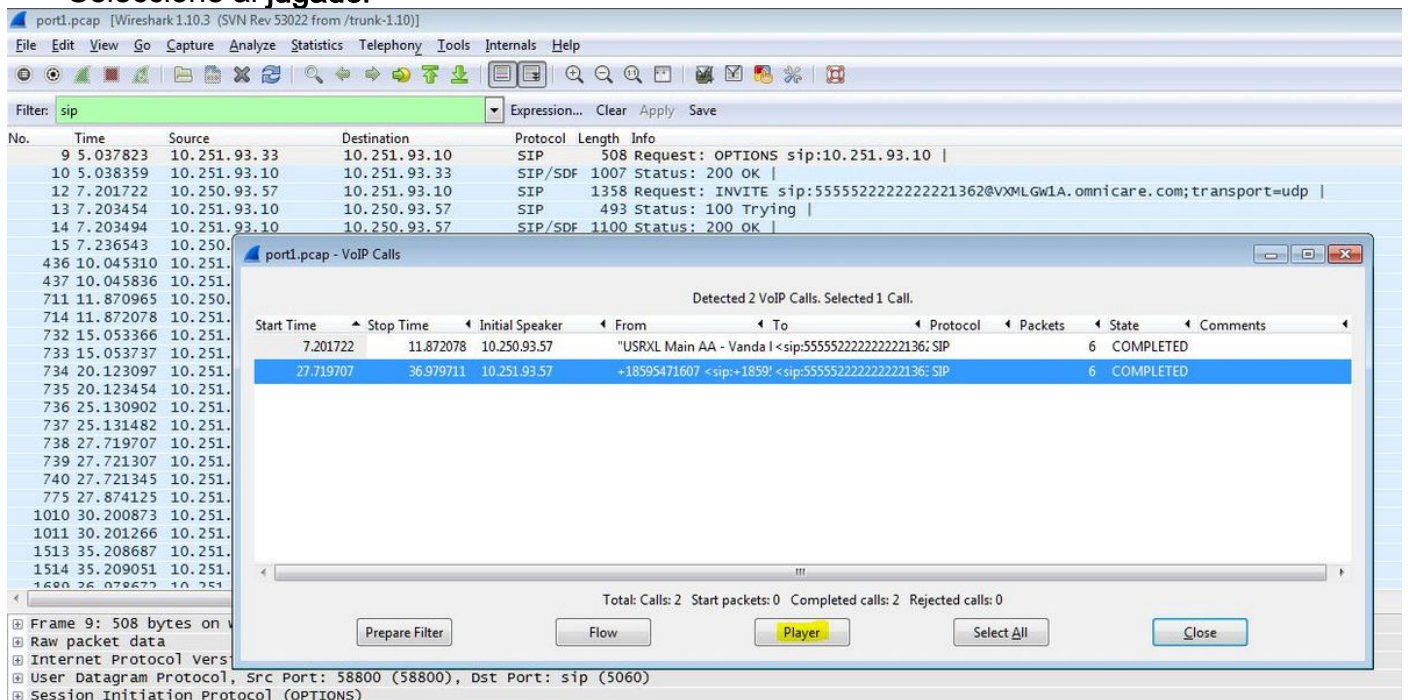 Seleccione al jugador
port1.pcap [Wireshark 1.10.3 (SVN Rev 53022 from /trunk-1.10)]
File Edit View Go Capture Analyze Statistics Telephony Tools Internals Help
Filter: sip Expression... Clear Apply Save
No. Time Source Destination Protocol Length Info
9 5.037823 10.251.93.33 10.251.93.10 SIP 508 Request: OPTIONS sip:10.251.93.10 |
10 5.038359 10.251.93.10 10.251.93.33 SIP/SDF 1007 Status: 200 OK |
12 7.201722 10.250.93.57 10.251.93.10 SIP 1358 Request: INVITE sip:5555522222222221362@VXMLGW1A.omnicare.com;transport=udp |
13 7.203454 10.251.93.10 10.250.93.57 SIP 493 Status: 100 Trying |
14 7.203494 10.251.93.10 10.250.93.57 SIP/SDF 1100 Status: 200 OK |
15 7.236543 10.250.
436 10.045310 10.251.
437 10.045836 10.251.
711 11.870965 10.250.
714 11.872078 10.251.
732 15.053366 10.251.
733 15.053737 10.251.
734 20.123097 10.251.
735 20.123454 10.251.
736 25.130902 10.251.
737 25.131482 10.251.
738 27.719707 10.251.
739 27.721307 10.251.
740 27.721345 10.251.
775 27.874125 10.251.
1010 30.200873 10.251.
1011 30.201266 10.251.
1513 35.208687 10.251.
1514 35.209051 10.251.
1689 36.978672 10.251
port1.pcap - VoIP Calls
Detected 2 VoIP Calls. Selected 1 Call.
Start Time Stop Time Initial Speaker From To Protocol Packets State Comments
7.201722 11.872078 10.250.93.57 "USRXL Main AA - Vanda I <sip:5555522222222221362 SIP 6 COMPLETED
27.719707 36.979711 10.251.93.57 +18595471607 <sip:+1859! <sip:555552222222222136 SIP 6 COMPLETED
Total: Calls: 2 Start packets: 0 Completed calls: 2 Rejected calls: 0
Prepare Filter Flow Player Select All Close
Frame 9: 508 bytes on
Raw packet data
Internet Protocol Vers
User Datagram Protocol, Src Port: 58800 (58800), Dst Port: sip (5060)
Session Initiation Protocol (OPTIONS)